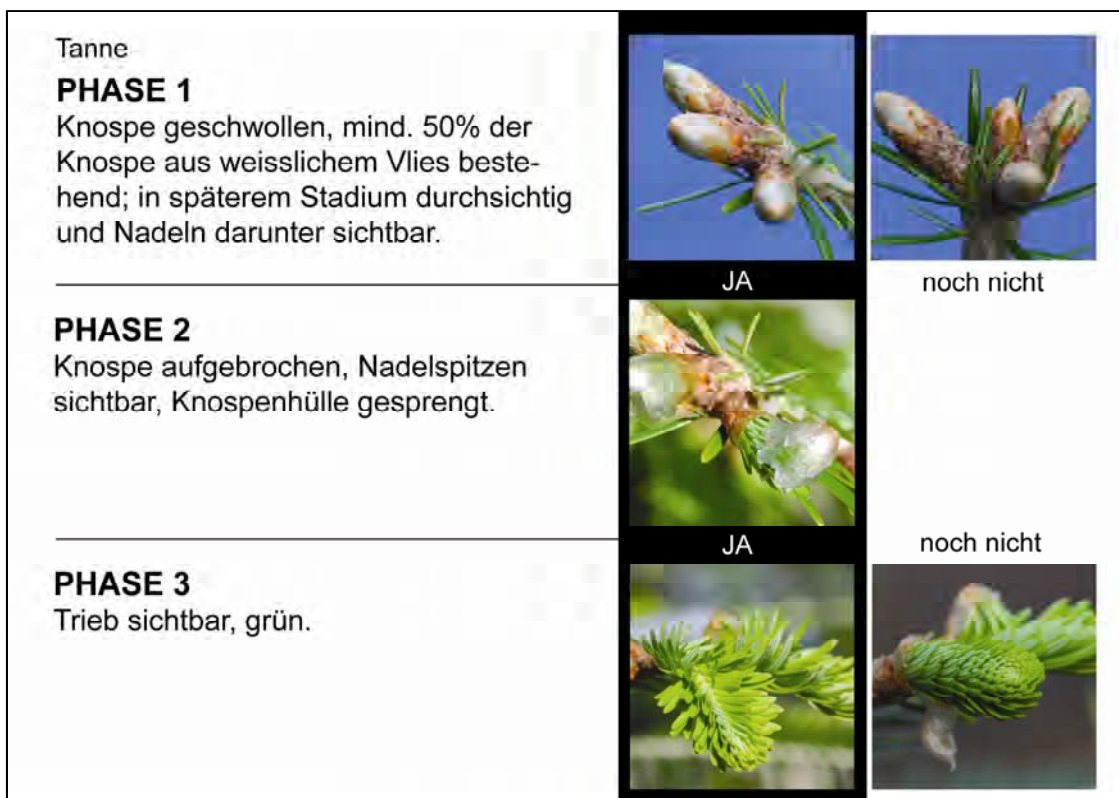 Tanne
PHASE 1
Knospe geschwollen, mind. 50% der
Knospe aus weisslichem Vlies beste-
hend; in späterem Stadium durchsichtig
und Nadeln darunter sichtbar.
JA
noch nicht
PHASE 2
Knospe aufgebrochen, Nadelspitzen
sichtbar, Knospenhülle gesprengt.
JA
noch nicht
PHASE 3
Trieb sichtbar, grün.